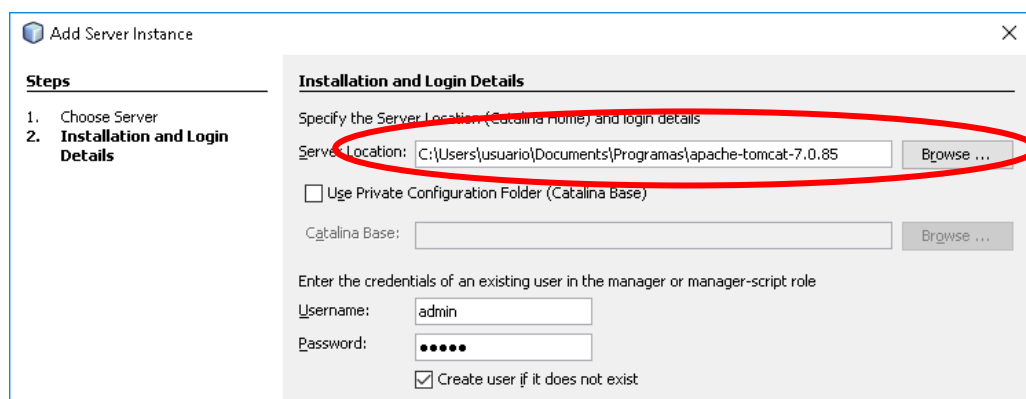 Add Server Instance
Steps
1. Choose Server
2. Installation and Login
Details
Installation and Login Details
Specify the Server Location (Catalina Home) and login details
Server Location: C:\Users\usuario\Documents\Programas\apache-tomcat-7.0.85 Browse ...
Use Private Configuration Folder (Catalina Base)
Catalina Base: Browse ...
Enter the credentials of an existing user in the manager or manager-script role
Username: admin
Password: •••••
Create user if it does not exist